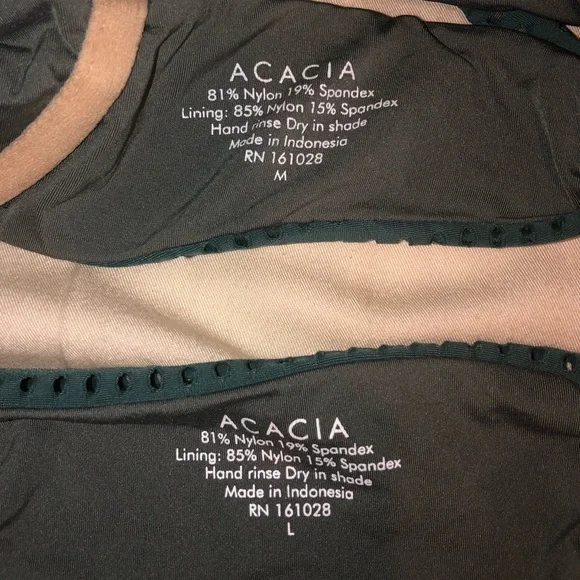 ACACIA
81% Nylon 19% Spandex
Lining: 85% Nylon 15% Spandex
Hand rinse Dry in shade
Made in Indonesia
RN 161028
M
ACACIA
81% Nylon 19% Spandex
Lining: 85% Nylon 15% Spandex
Hand rinse Dry in shade
Made in Indonesia
RN 161028
L